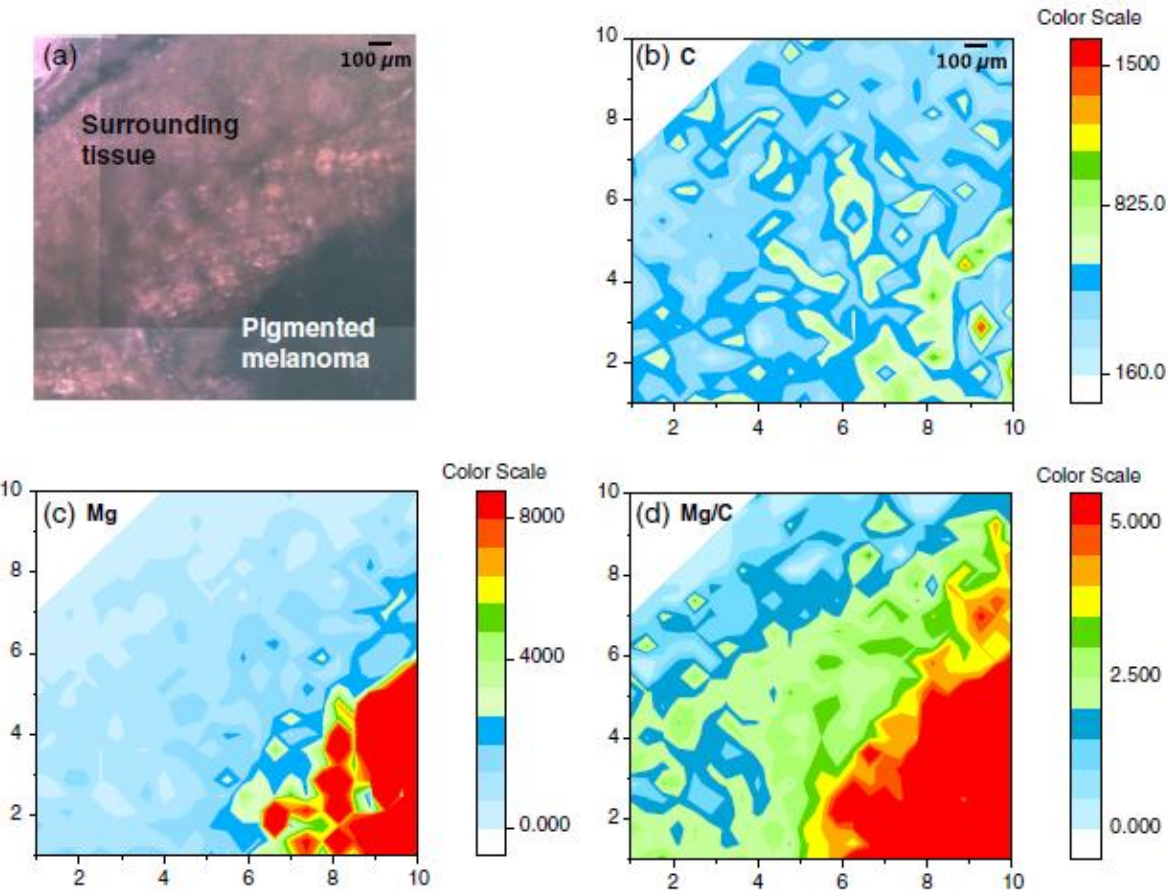 (a)
100 µm
Surrounding
tissue
Pigmented
melanoma
(b) C
100 µm
10
8
6
4
2
2 4 6 8 10
Color Scale
1500
825.0
160.0
(c) Mg
10
8
6
4
2
2 4 6 8 10
Color Scale
8000
4000
0.000
(d) Mg/C
10
8
6
4
2
2 4 6 8 10
Color Scale
5.000
2.500
0.000